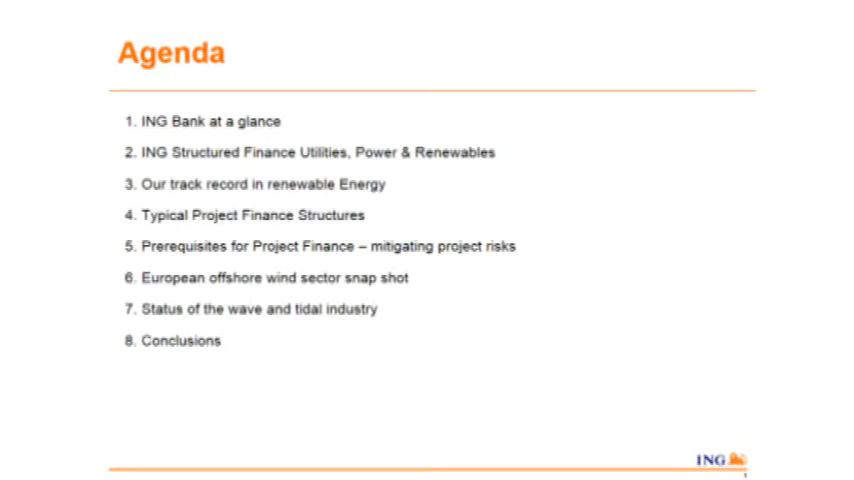 Agenda
1. ING Bank at a glance
2. ING Structured Finance Utilities, Power & Renewables
3. Our track record in renewable Energy
4. Typical Project Finance Structures
5. Prerequisites for Project Finance – mitigating project risks
6. European offshore wind sector snap shot
7. Status of the wave and tidal industry
8. Conclusions
ING
1